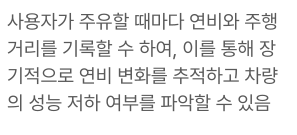 사용자가 주유할 때마다 연비와 주행
거리를 기록할 수 하여, 이를 통해 장
기적으로 연비 변화를 추적하고 차량
의 성능 저하 여부를 파악할 수 있음